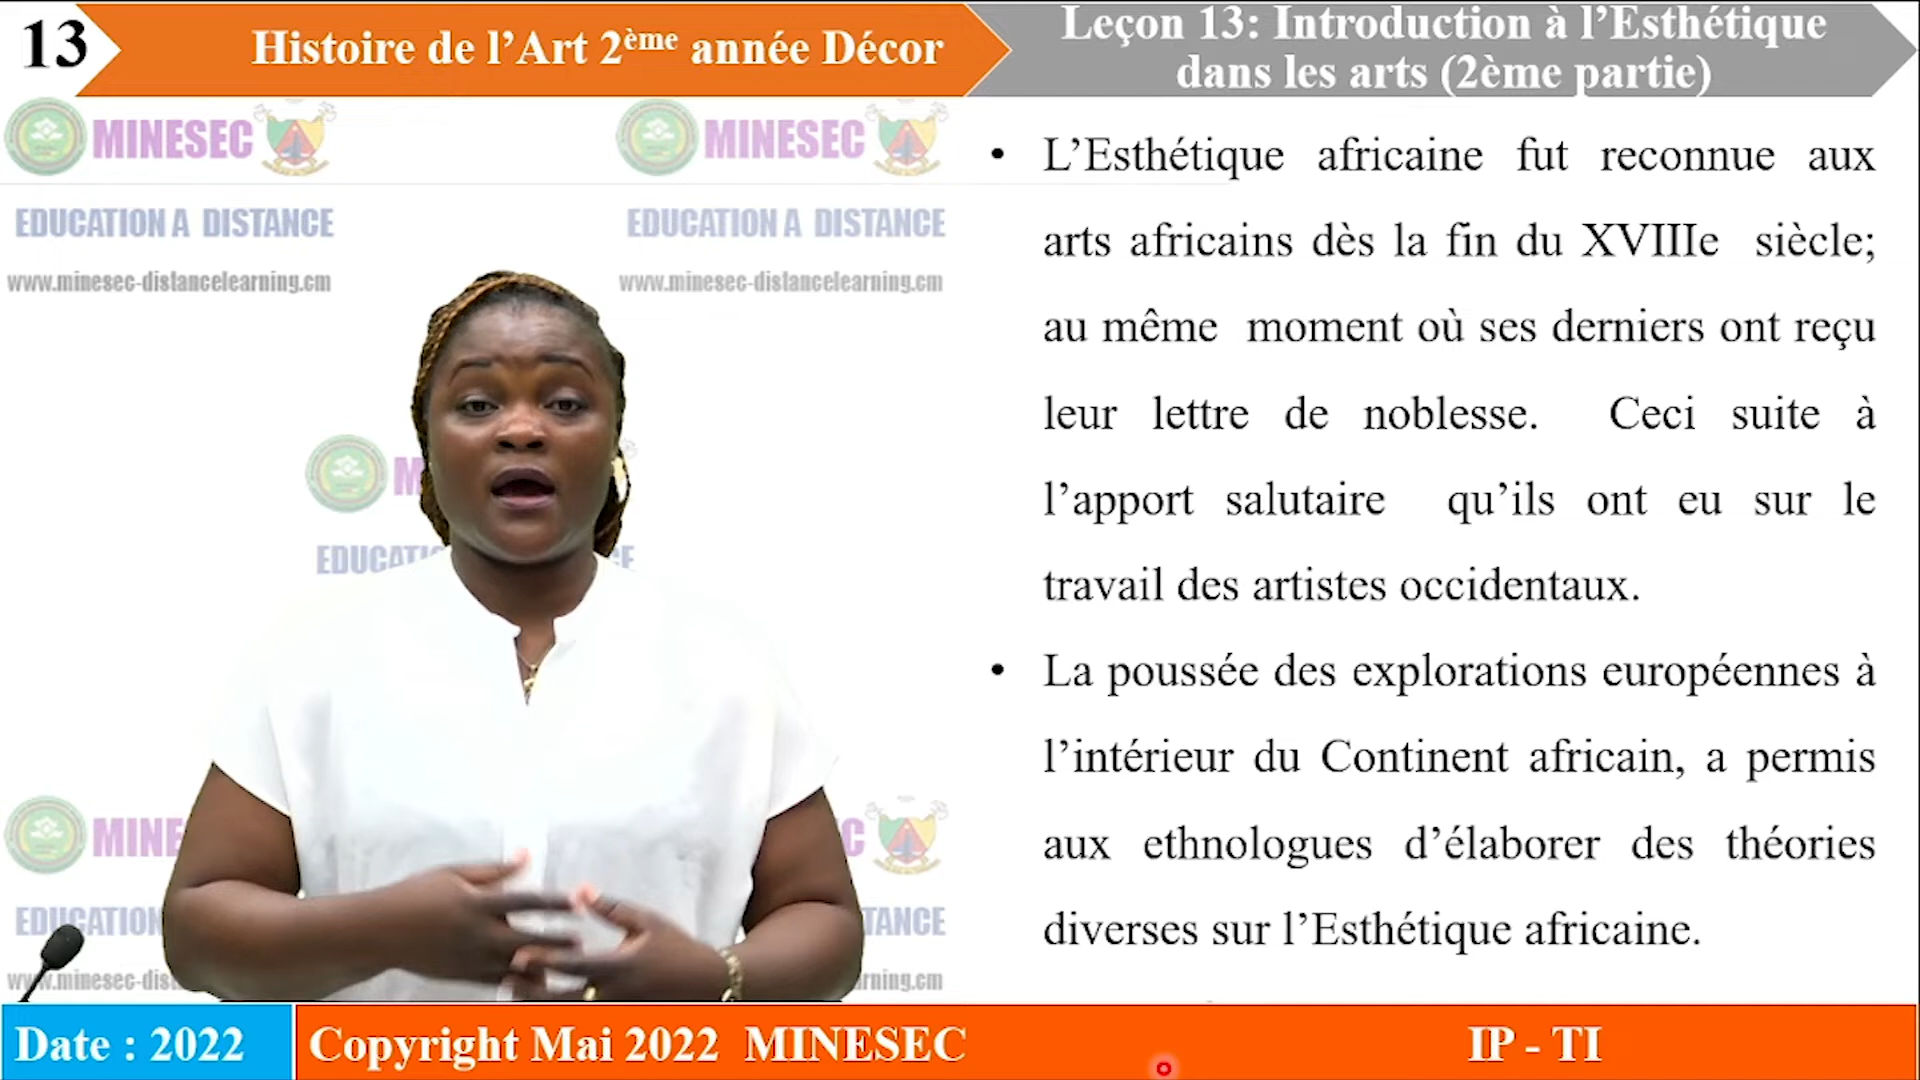 13
Histoire de l'Art 2ème année Décor
Leçon 13: Introduction à l'Esthétique
dans les arts (2ème partie)
MINESEC
MINESEC
EDUCATION A DISTANCE
EDUCATION A DISTANCE
www.minesec-distancelearning.cm
www.minesec-distancelearning.cm
• L'Esthétique africaine fut reconnue aux
arts africains dès la fin du XVIIIe siècle;
au même moment où ses derniers ont reçu
leur lettre de noblesse. Ceci suite à
l'apport salutaire qu'ils ont eu sur le
travail des artistes occidentaux.
• La poussée des explorations européennes à
l'intérieur du Continent africain, a permis
aux ethnologues d'élaborer des théories
diverses sur l'Esthétique africaine.
Date : 2022
Copyright Mai 2022 MINESEC
IP - TI